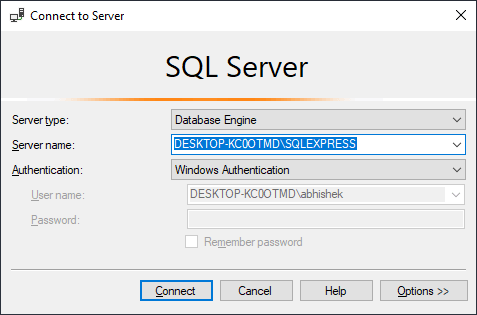 Connect to Server
SQL Server
Server type: Database Engine
Server name: DESKTOP-KC0OTMD\SQLEXPRESS
Authentication: Windows Authentication
User name: DESKTOP-KC0OTMD\abhishek
Password:
Remember password
Connect Cancel Help Options >>